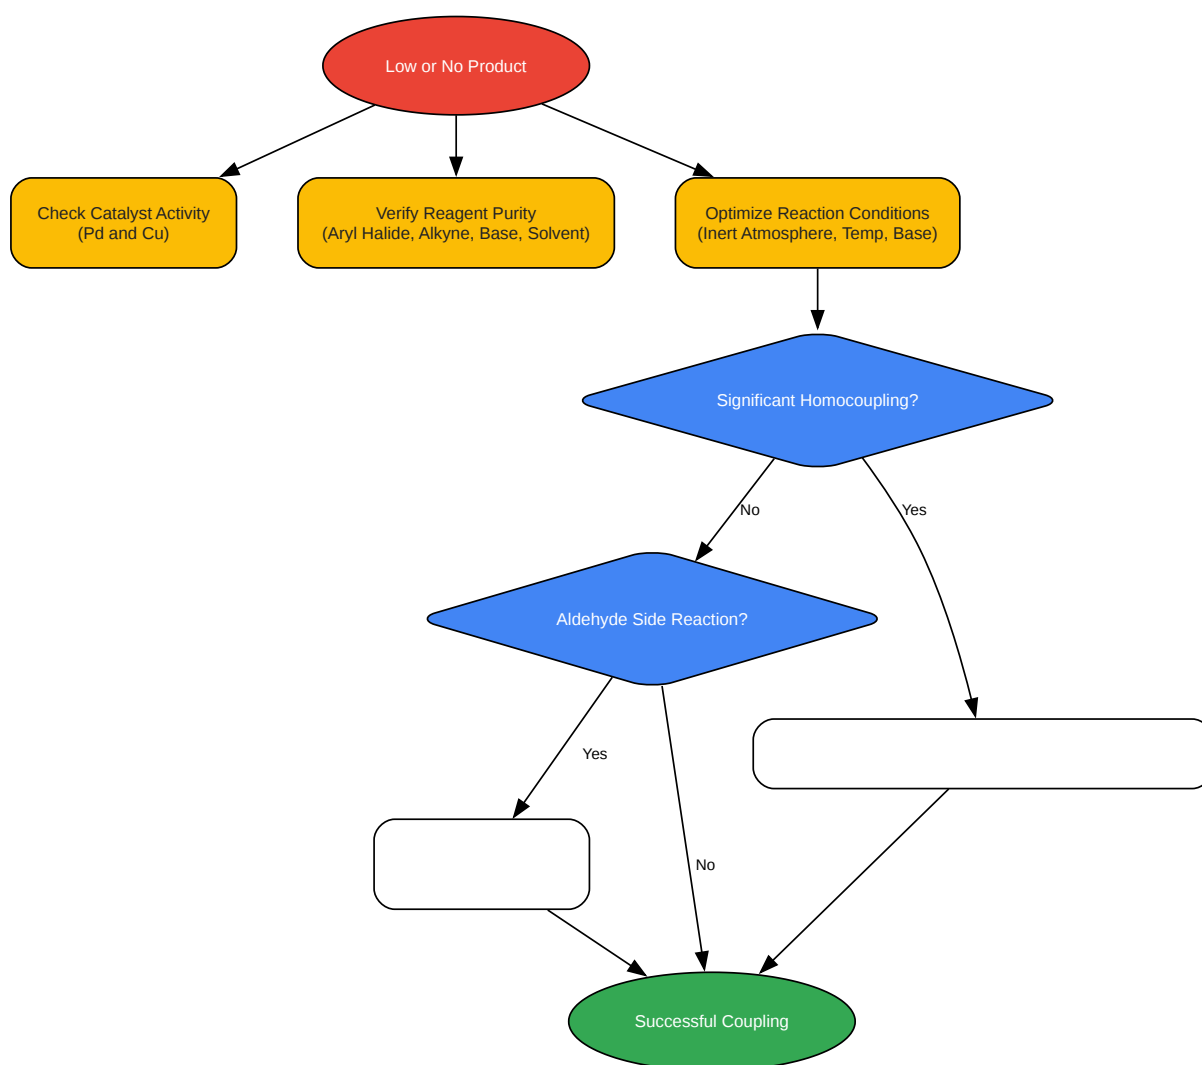 Low or No Product
Check Catalyst Activity
(Pd and Cu)
Verify Reagent Purity
(Aryl Halide, Alkyne, Base, Solvent)
Optimize Reaction Conditions
(Inert Atmosphere, Temp, Base)
Significant Homocoupling?
No
Yes
Aldehyde Side Reaction?
Yes
No
Successful Coupling